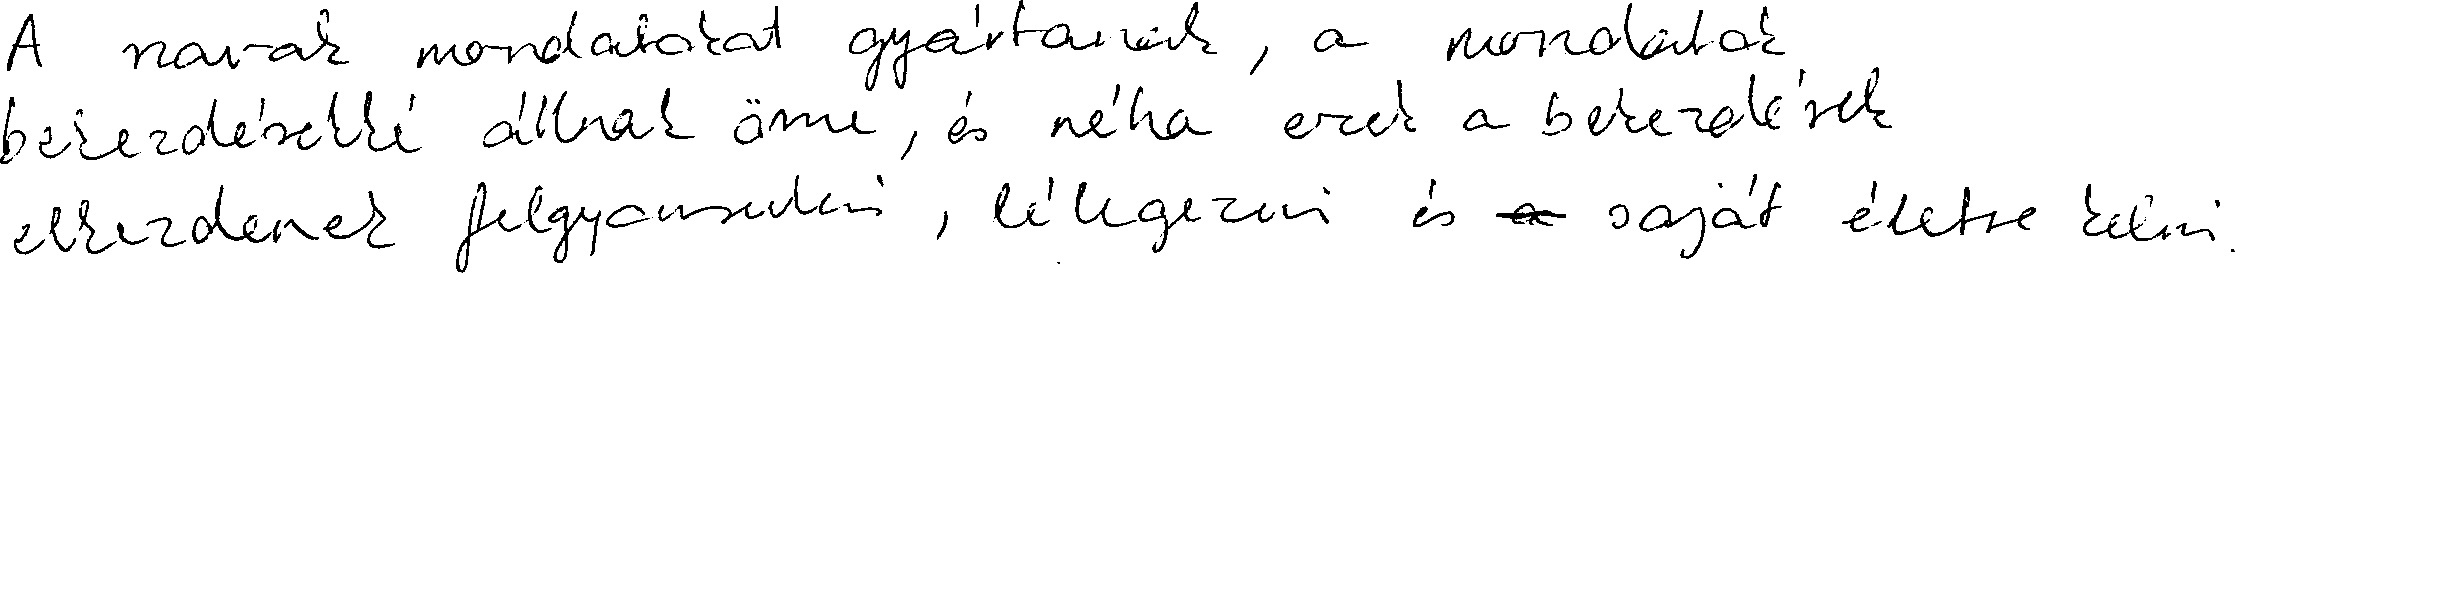 A szavak mondatokat gyártanak, a mondatok
bekezdésekké állnak össze, és néha ezek a bekezdések
elkezdenek felgyorsulni, lélegezni és saját életre kelni.